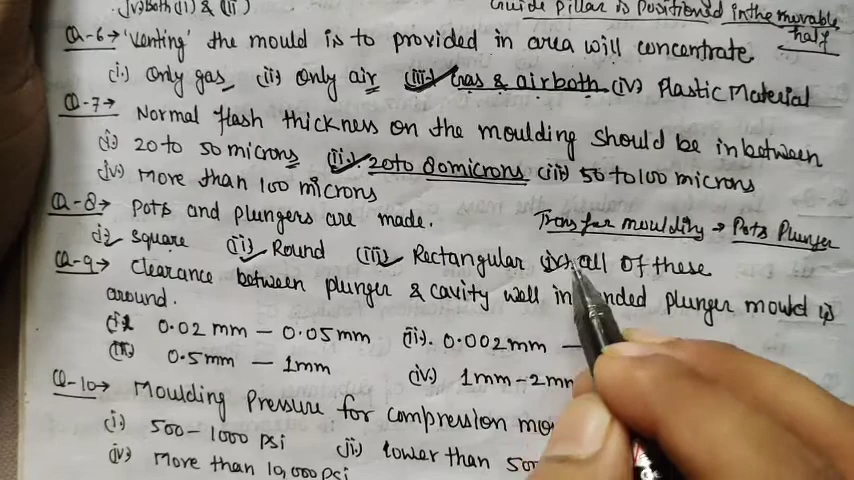 (iv) Both (i) & (ii)
Guide Pillar is Positioned in the movable half
Q-6→ 'Venting' the mould is to provided in area will concentrate
(i) Only gas (ii) Only air (iii) Gas & air both (iv) Plastic Material
Q-7→ Normal flash thickness on the moulding should be inbetween
(i) 20 to 50 microns (ii) 20 to 80 microns (iii) 50 to 100 microns
(iv) More than 100 microns
Q-8→ Pots and plungers are made.
Transfer moulding → Pots Plunger
(i) Square (ii) Round (iii) Rectangular (iv) all of these
Q-9→ Clearance between plunger & cavity well in landed plunger mould is
around.
(i) 0.02 mm – 0.05 mm (ii). 0.002 mm –
(iii) 0.5 mm – 1 mm (iv) 1mm – 2mm
Q-10→ Moulding Pressure for compression mo
(i) 500 – 1000 psi (ii) lower than 500
(iv) More than 10,000 psi